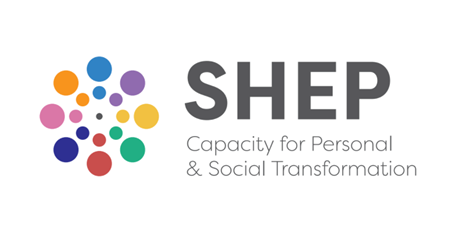 SHEP
Capacity for Personal
& Social Transformation